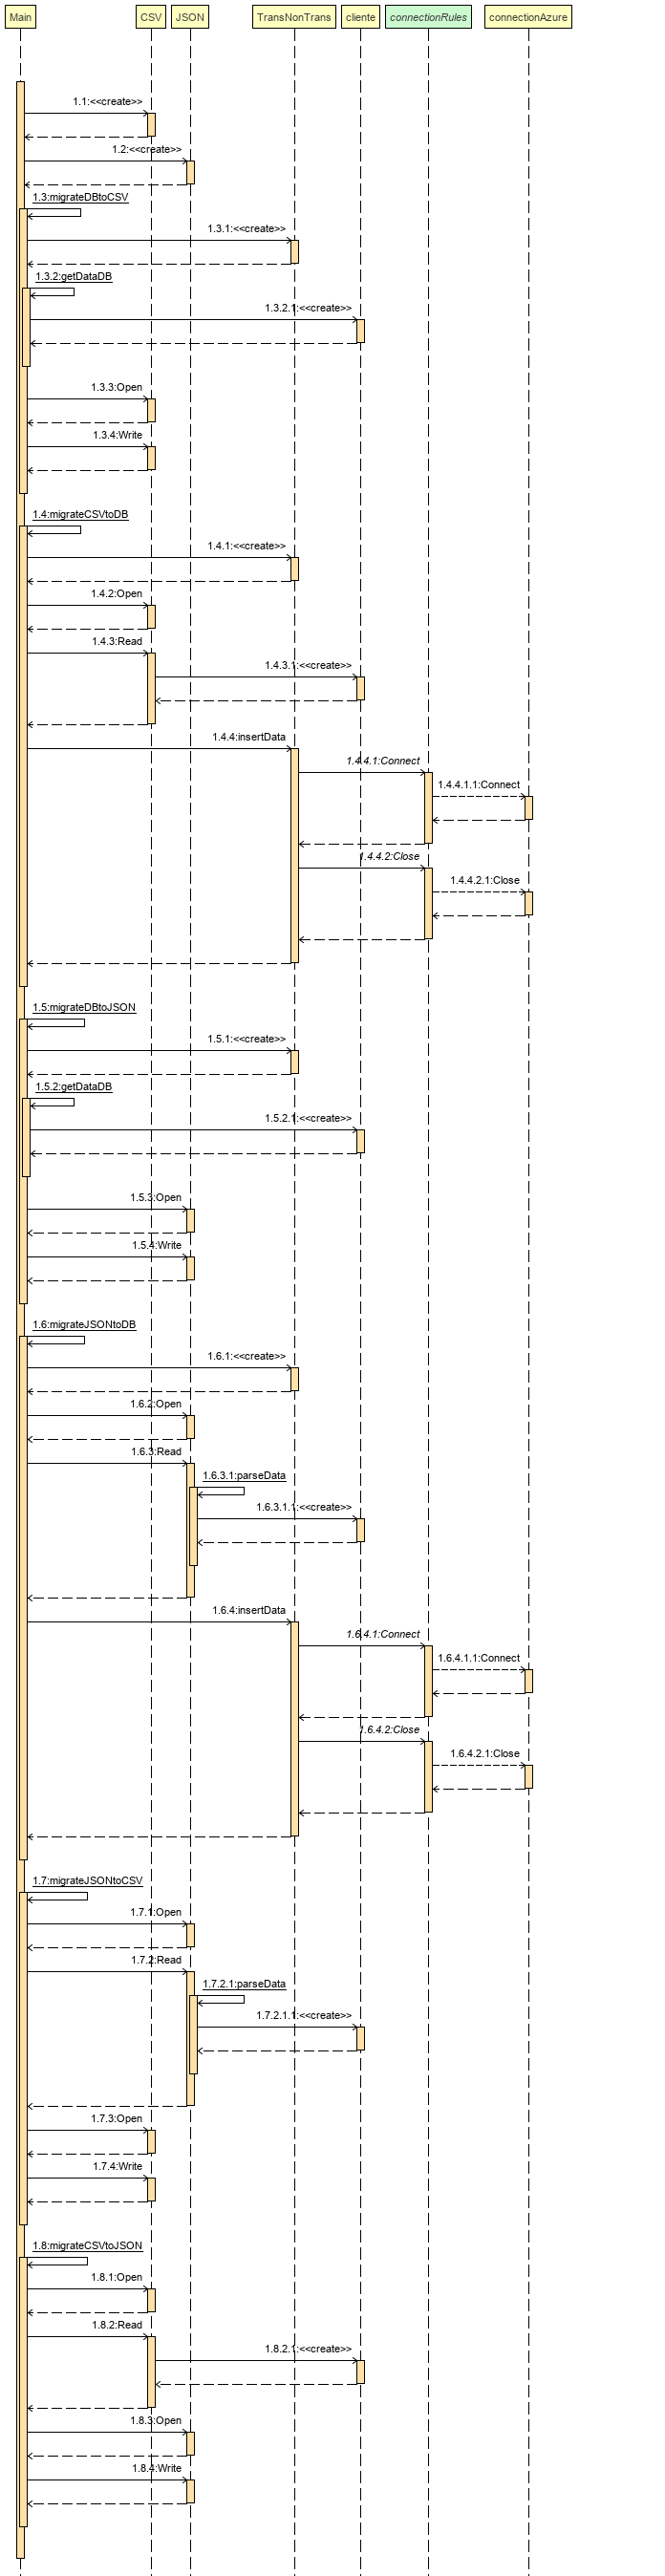 Main CSV JSON TransNonTrans cliente connectionRules connectionAzure
1.1:<<create>>
1.2:<<create>>
1.3:migrateDBtoCSV
1.3.1:<<create>>
1.3.2:getDataDB
1.3.2.1:<<create>>
1.3.3:Open
1.3.4:Write
1.4:migrateCSVtoDB
1.4.1:<<create>>
1.4.2:Open
1.4.3:Read
1.4.3.1:<<create>>
1.4.4:insertData
1.4.4.1:Connect
1.4.4.1.1:Connect
1.4.4.2:Close
1.4.4.2.1:Close
1.5:migrateDBtoJSON
1.5.1:<<create>>
1.5.2:getDataDB
1.5.2.1:<<create>>
1.5.3:Open
1.5.4:Write
1.6:migrateJSONtoDB
1.6.1:<<create>>
1.6.2:Open
1.6.3:Read
1.6.3.1:parseData
1.6.3.1.1:<<create>>
1.6.4:insertData
1.6.4.1:Connect
1.6.4.1.1:Connect
1.6.4.2:Close
1.6.4.2.1:Close
1.7:migrateJSONtoCSV
1.7.1:Open
1.7.2:Read
1.7.2.1:parseData
1.7.2.1.1:<<create>>
1.7.3:Open
1.7.4:Write
1.8:migrateCSVtoJSON
1.8.1:Open
1.8.2:Read
1.8.2.1:<<create>>
1.8.3:Open
1.8.4:Write